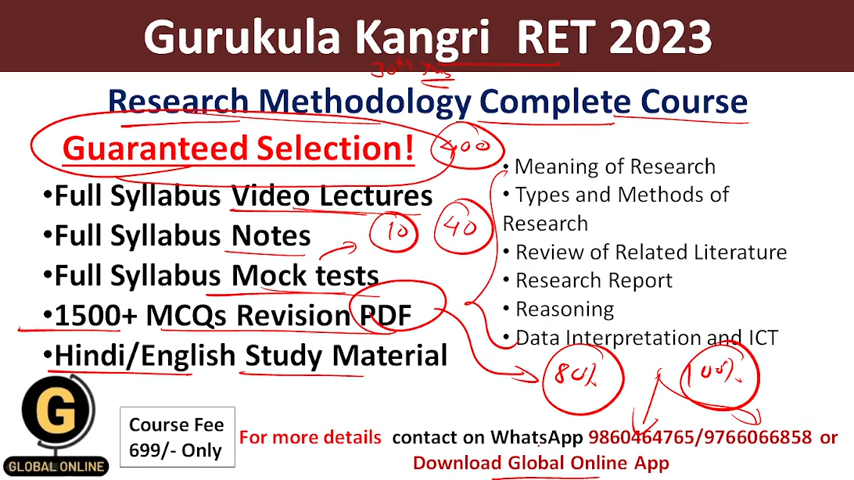 Gurukula Kangri RET 2023
Research Methodology Complete Course
Guaranteed Selection!
400
•Full Syllabus Video Lectures
•Full Syllabus Notes
10
40
•Full Syllabus Mock tests
•1500+ MCQs Revision PDF
•Hindi/English Study Material
• Meaning of Research
• Types and Methods of
Research
• Review of Related Literature
• Research Report
• Reasoning
• Data Interpretation and ICT
80%
100%
G
GLOBAL ONLINE
Course Fee
699/- Only
For more details contact on WhatsApp 9860464765/9766066858 or
Download Global Online App